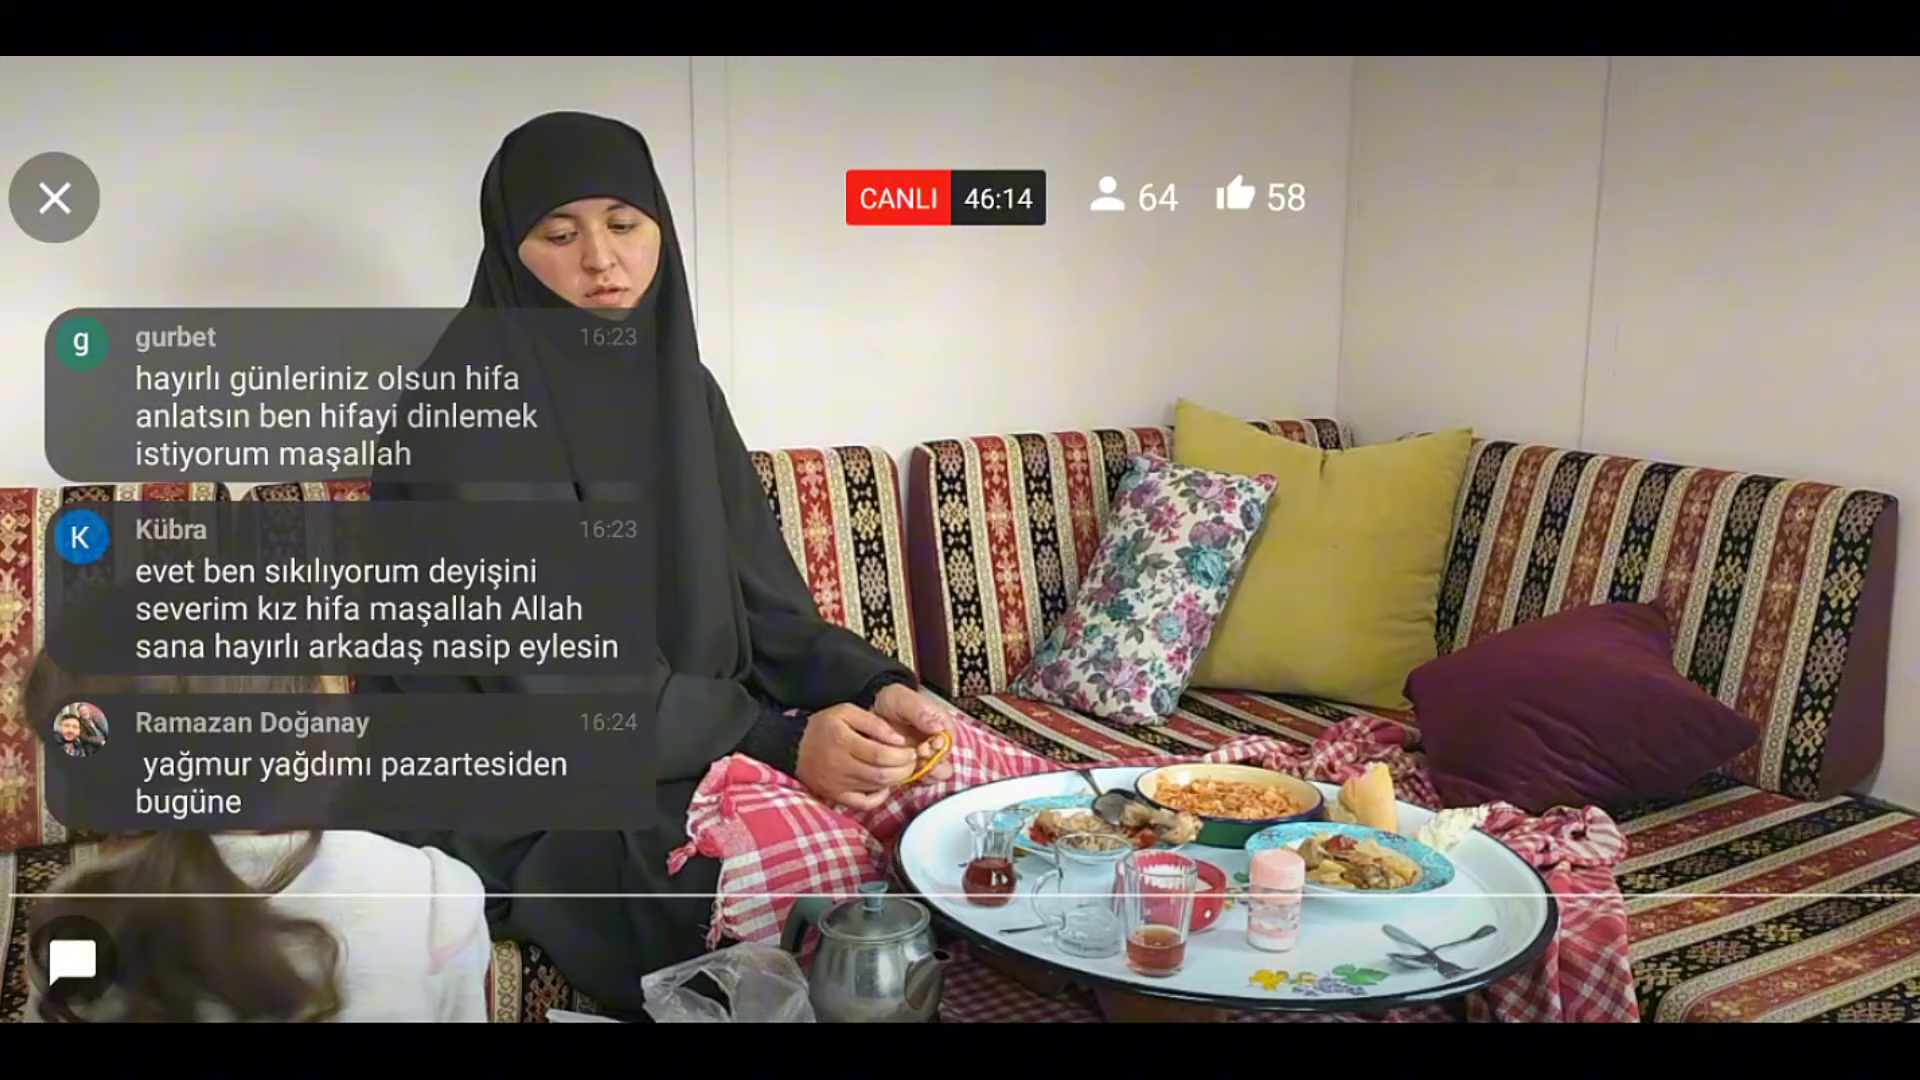 CANLI 46:14 64 58
g gurbet 16:23
hayırlı günleriniz olsun hifa
anlatsın ben hifayi dinlemek
istiyorum maşallah
K Kübra 16:23
evet ben sıkılıyorum deyişini
severim kız hifa maşallah Allah
sana hayırlı arkadaş nasip eylesin
Ramazan Doğanay 16:24
yağmur yağdımı pazartesiden
bugüne